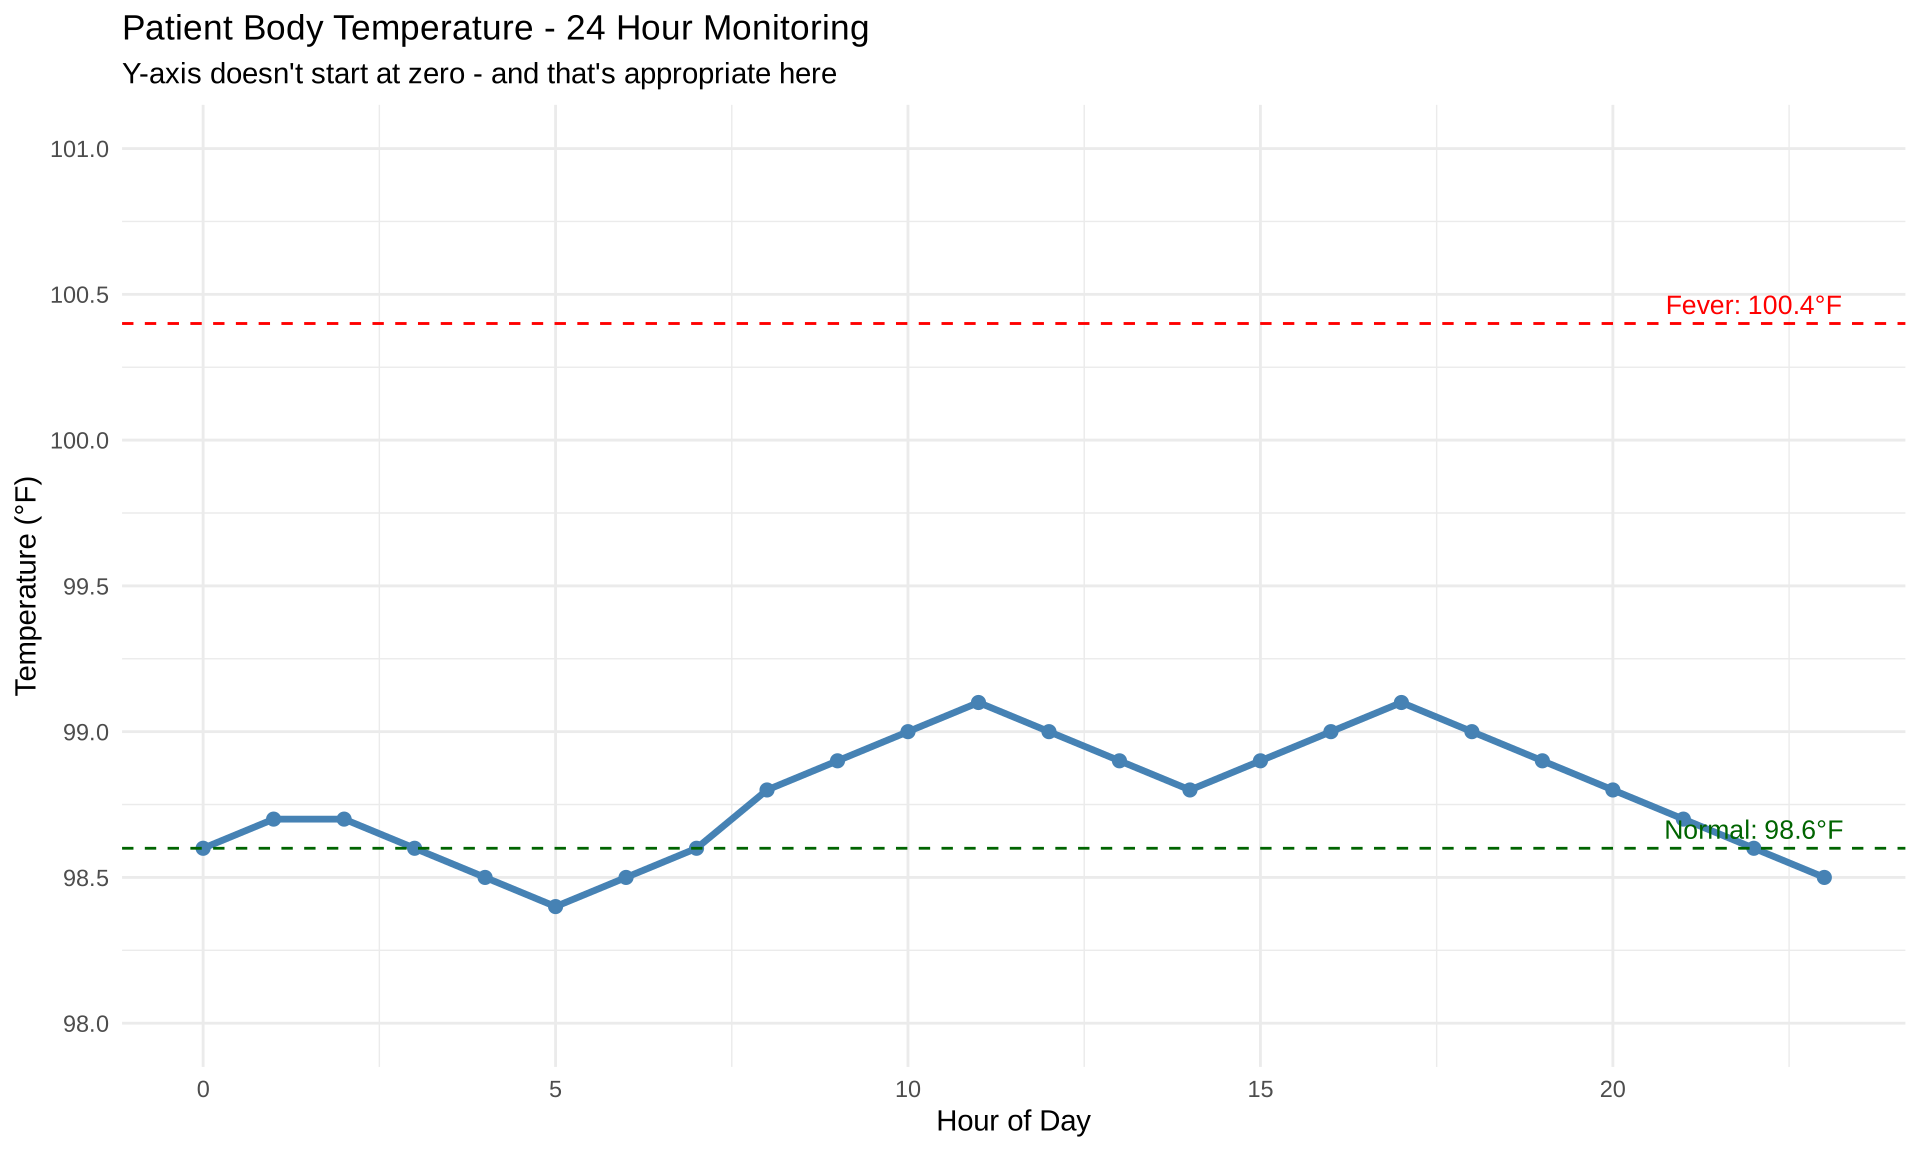 Patient Body Temperature - 24 Hour Monitoring
Y-axis doesn't start at zero - and that's appropriate here
101.0
100.5
Fever: 100.4°F
100.0
Temperature (°F)
99.5
99.0
Normal: 98.6°F
98.5
98.0
0 5 10 15 20
Hour of Day